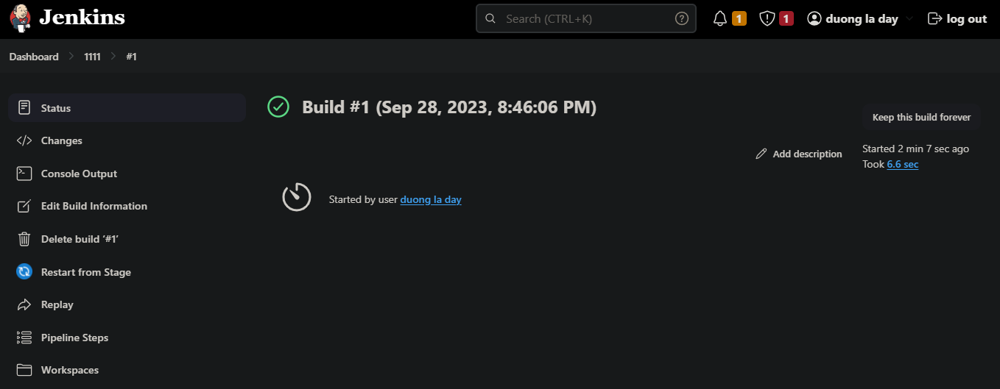 Jenkins
Search (CTRL+K)
?
1
1
duong la day
log out
Dashboard
1111
#1
Status
Changes
Console Output
Edit Build Information
Delete build ‘#1’
Restart from Stage
Replay
Pipeline Steps
Workspaces
Build #1 (Sep 28, 2023, 8:46:06 PM)
Keep this build forever
Add description
Started 2 min 7 sec ago
Took 6.6 sec
Started by user duong la day